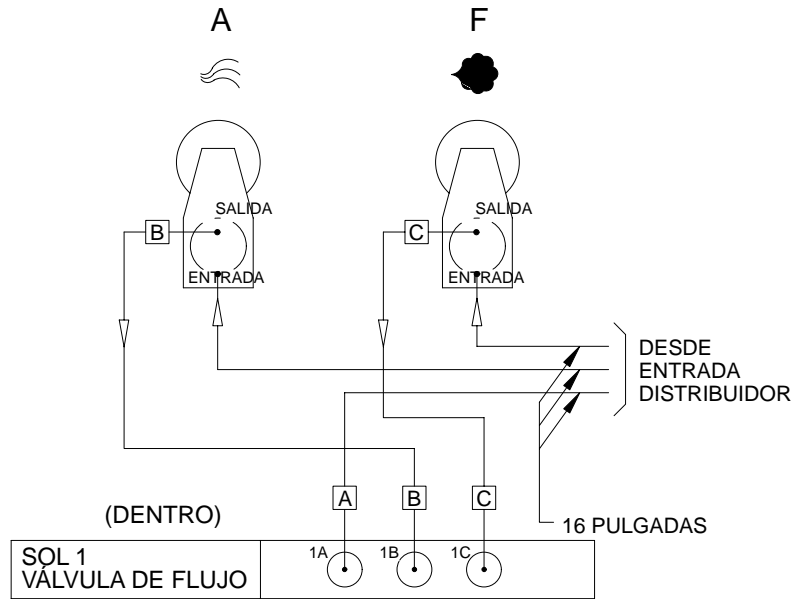 A
F
SALIDA
SALIDA
B
C
ENTRADA
ENTRADA
DESDE
ENTRADA
DISTRIBUIDOR
A
B
C
(DENTRO)
16 PULGADAS
SOL 1
VÁLVULA DE FLUJO
1A
1B
1C